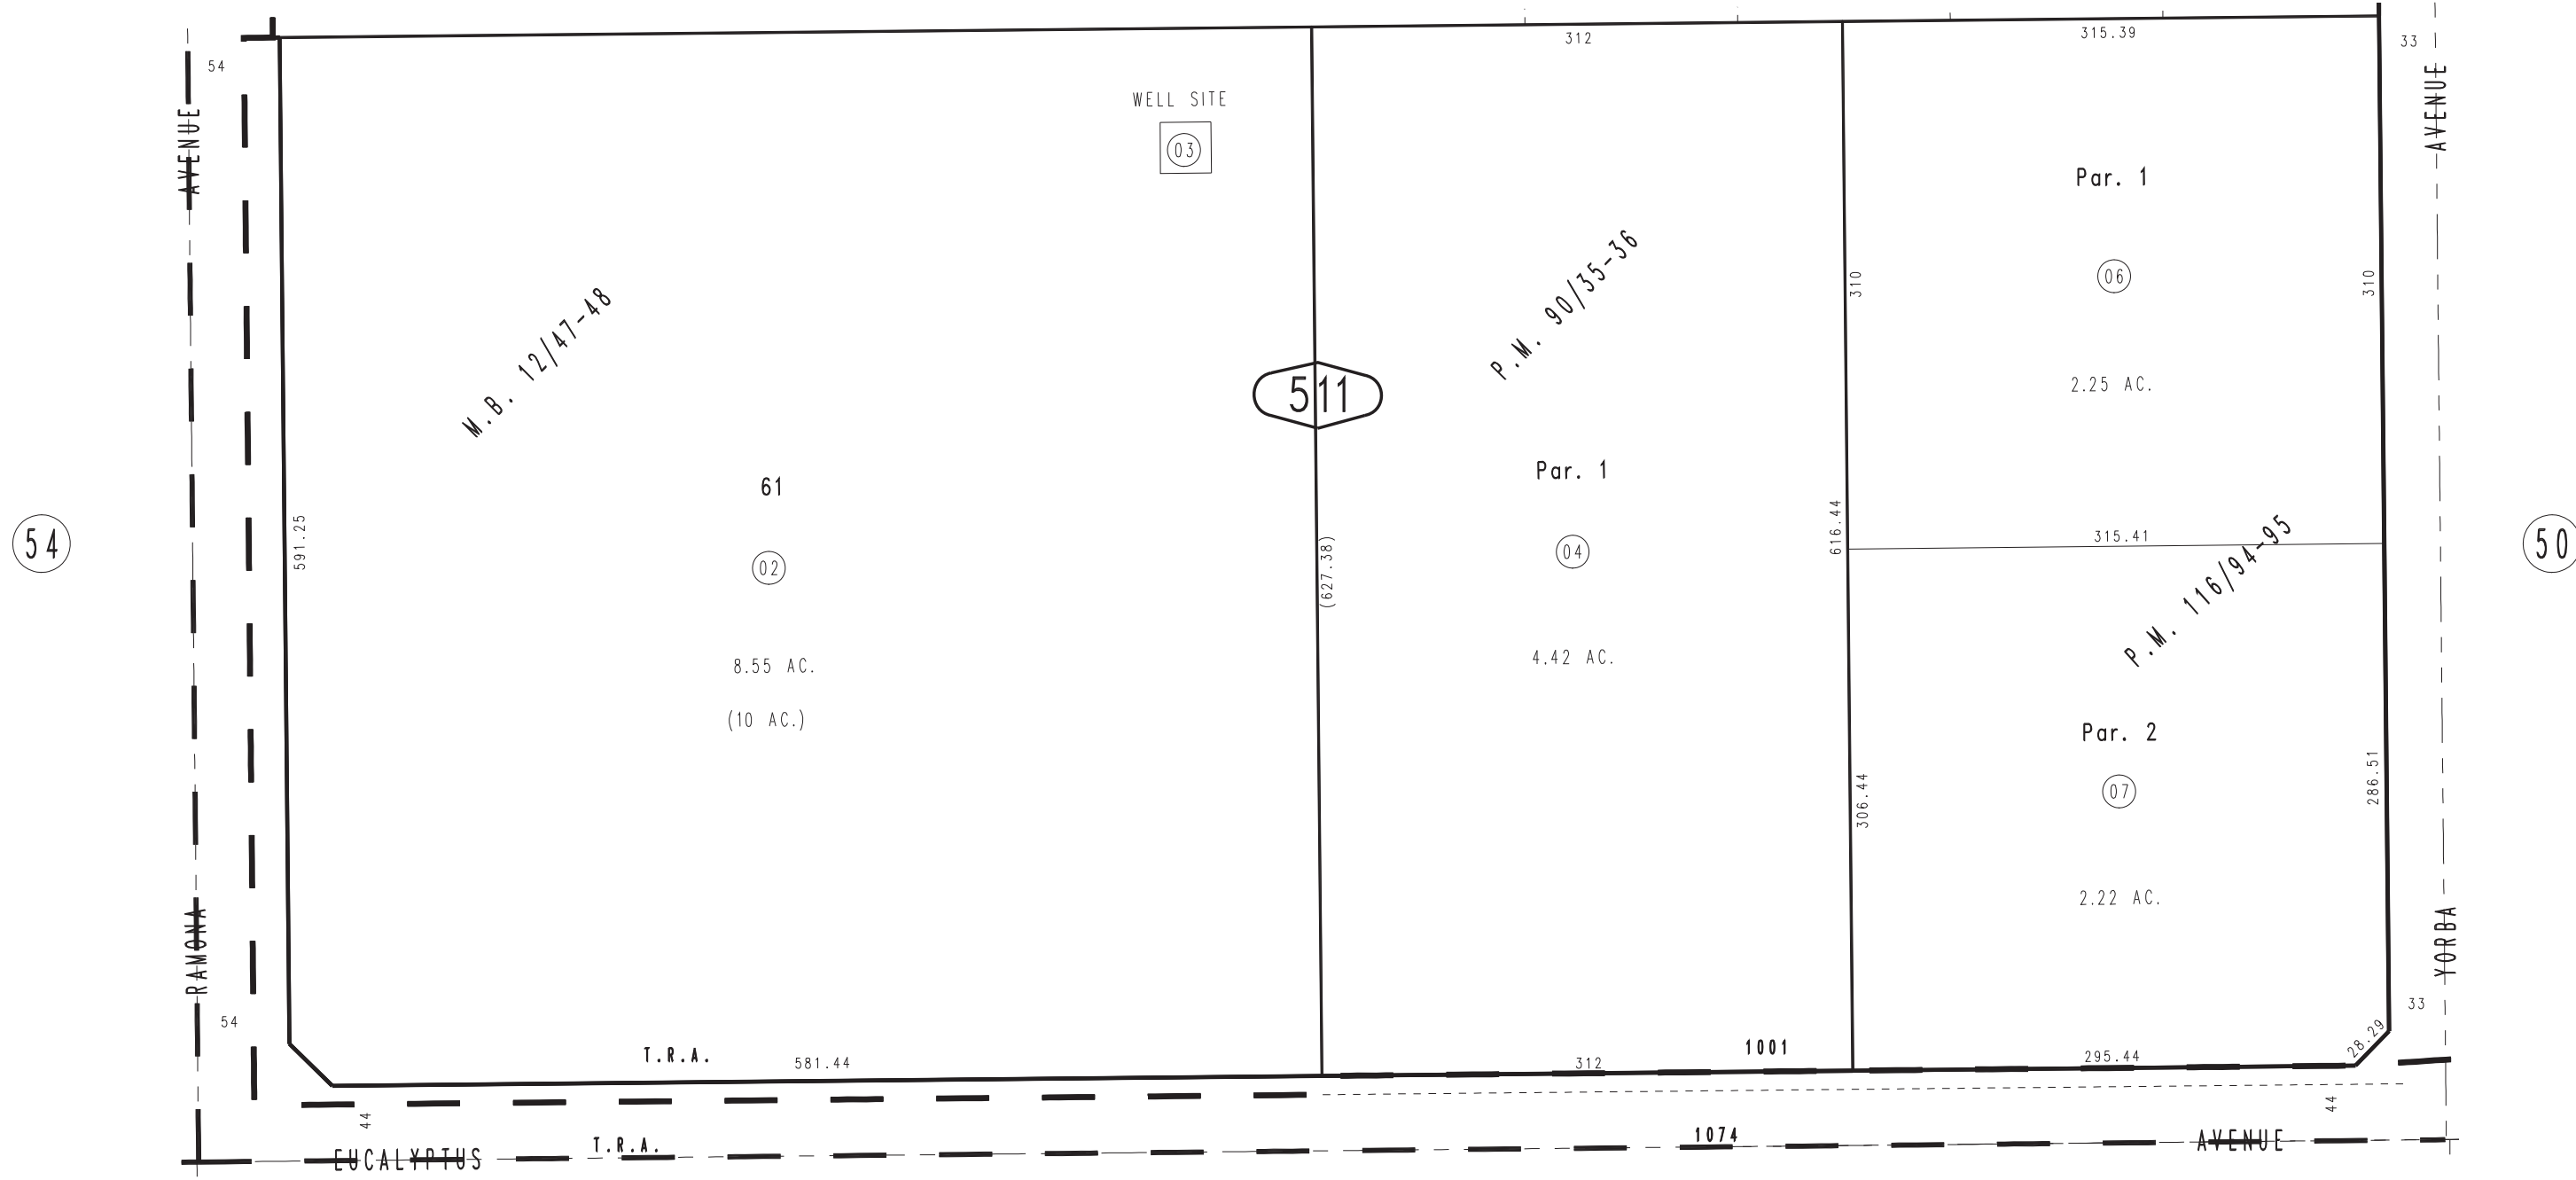 312
315.39
33
54
AVENUE
AVENUE
WELL SITE
03
Par. 1
06
310
310
2.25 AC.
M.B. 12/47-48
P.M. 90/35-36
511
61
Par. 1
54
591.25
02
(627.38)
04
616.44
315.41
50
P.M. 116/94-95
8.55 AC.
(10 AC.)
4.42 AC.
Par. 2
07
306.44
286.51
2.22 AC.
RAMONA
YORBA
54
33
28.29
T.R.A.
581.44
312
1001
295.44
44
44
EUCALYPTUS
T.R.A.
1074
AVENUE